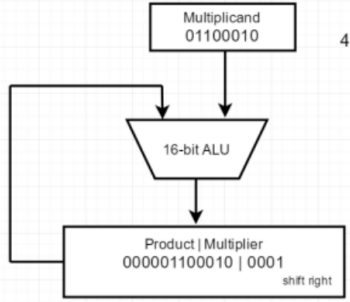 Multiplicand
01100010
4
16-bit ALU
Product | Multiplier
000001100010 | 0001
shift right